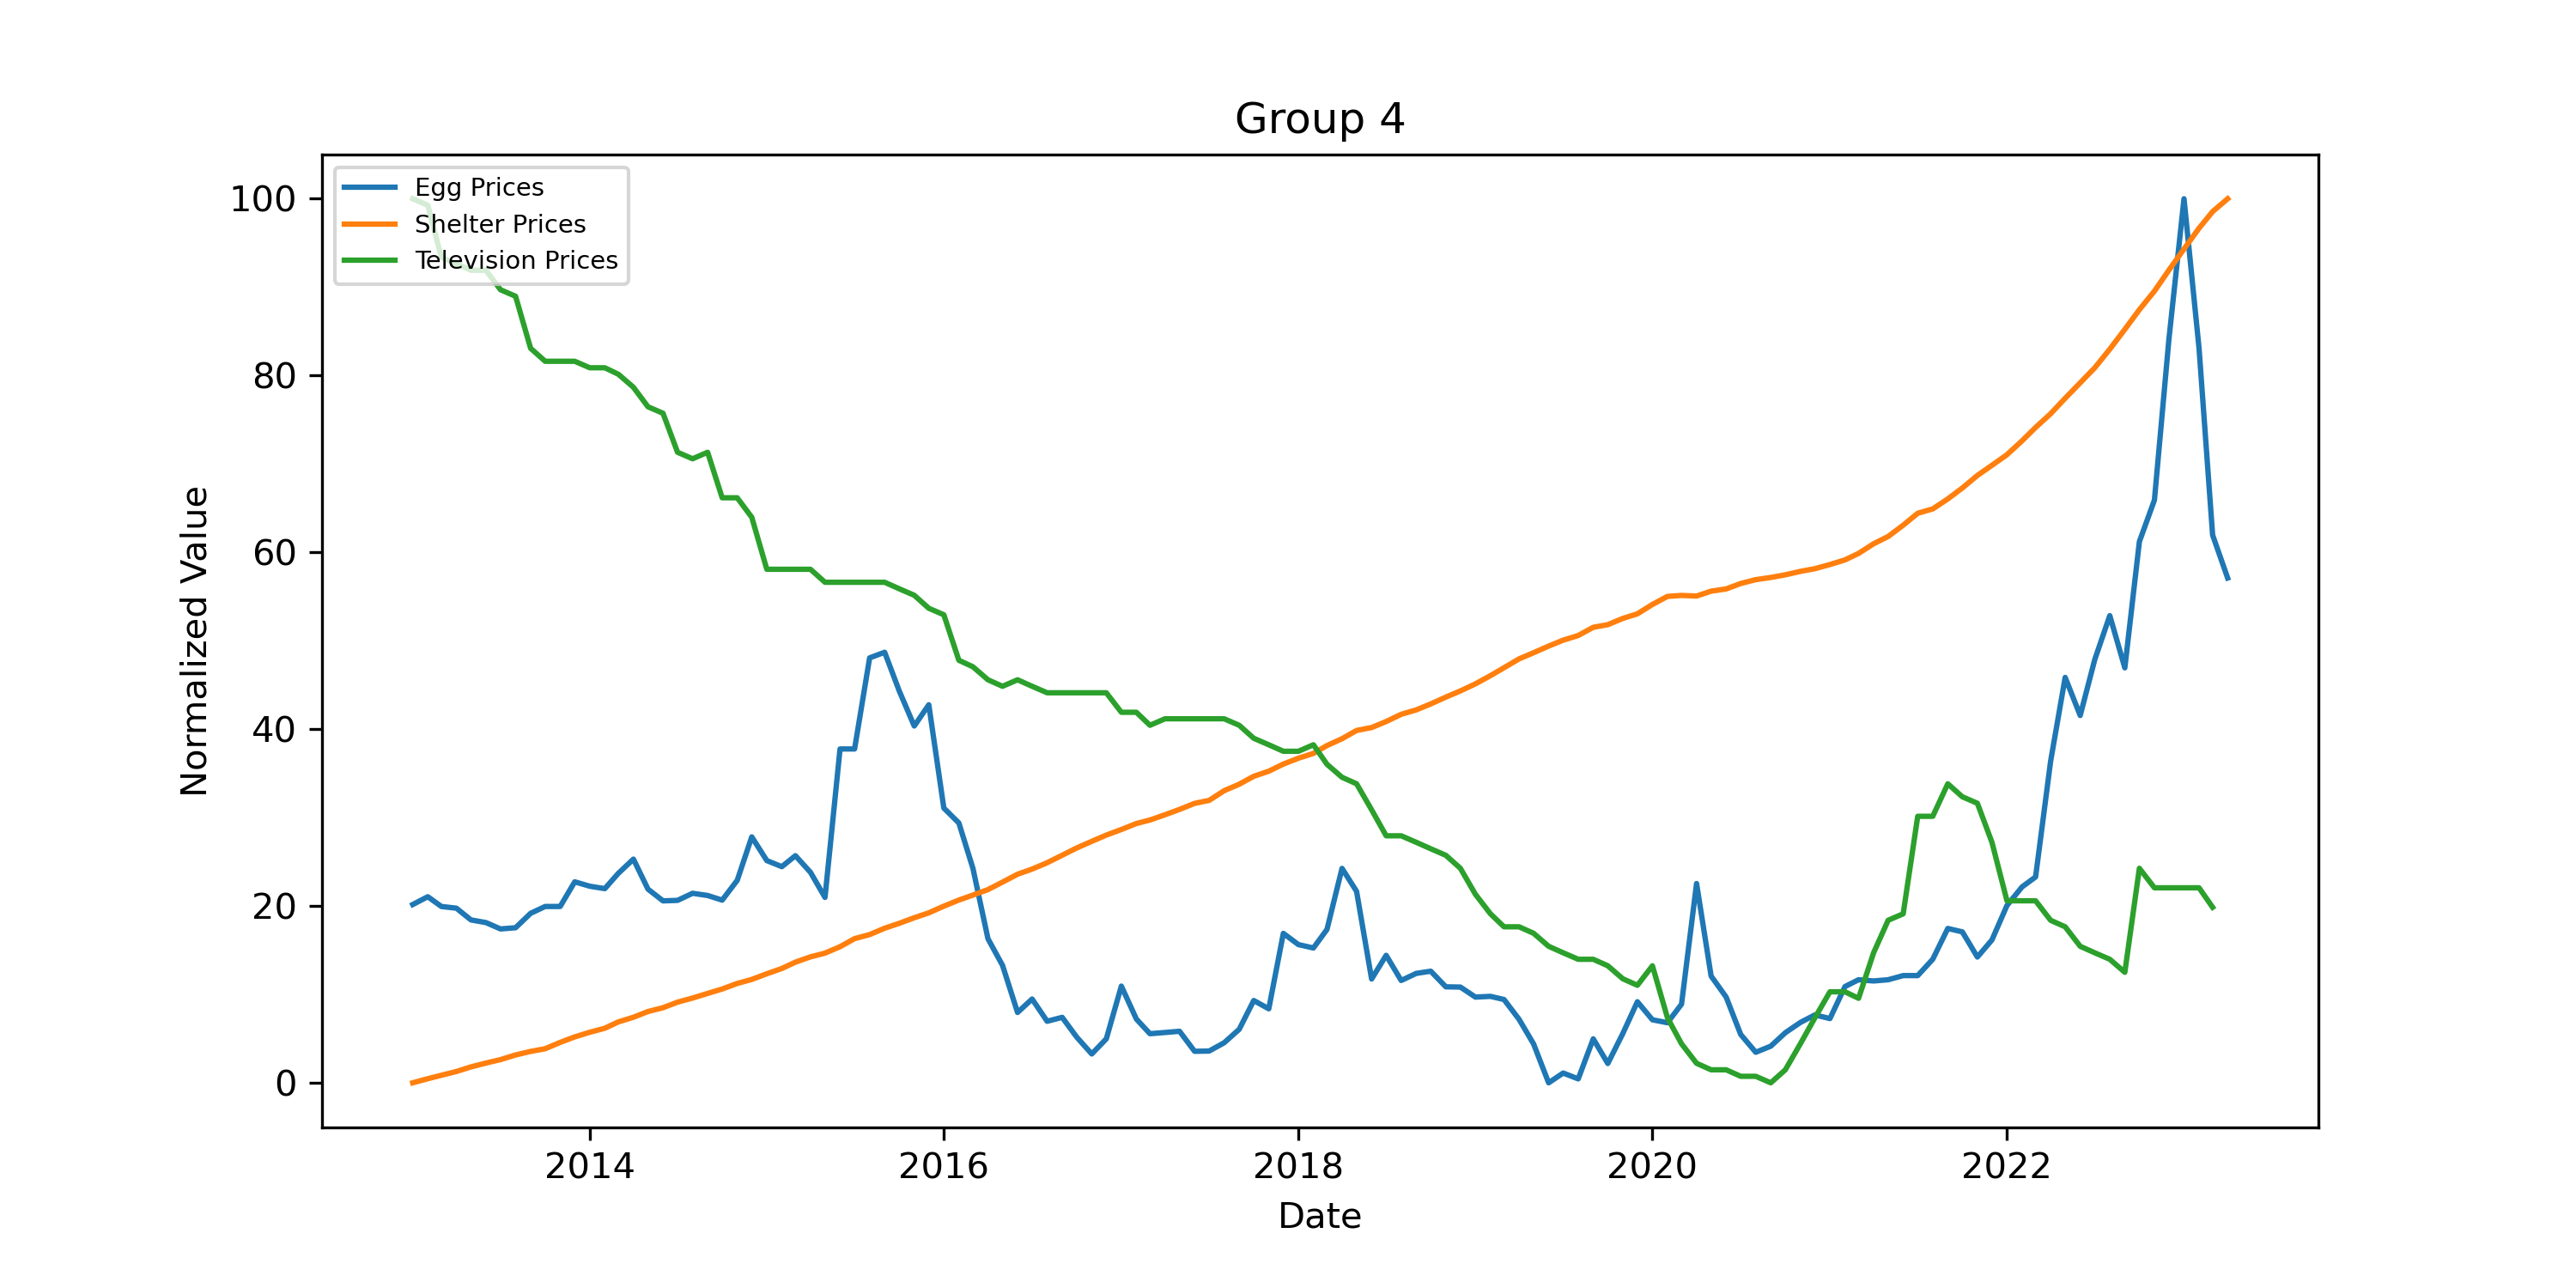 Group 4
Egg Prices
Shelter Prices
Television Prices
100
80
60
40
20
0
Normalized Value
2014 2016 2018 2020 2022
Date